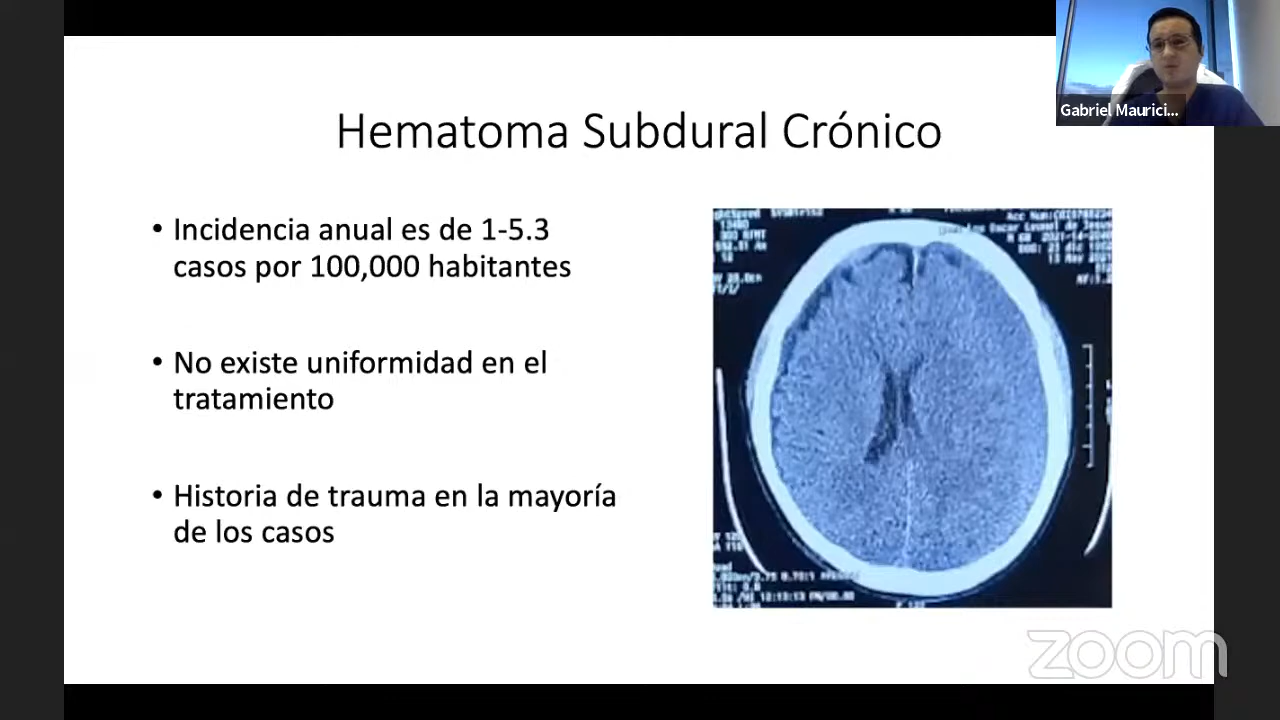 Gabriel Maurici...
Hematoma Subdural Crónico
• Incidencia anual es de 1-5.3
casos por 100,000 habitantes
• No existe uniformidad en el
tratamiento
• Historia de trauma en la mayoría
de los casos
zoom